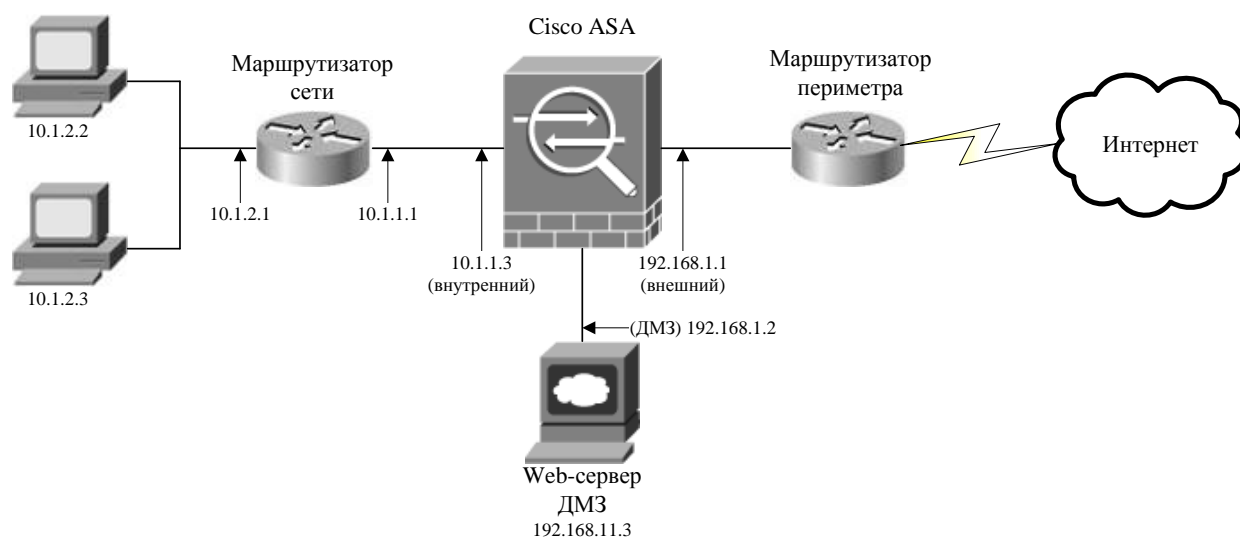 Cisco ASA
Маршрутизатор
сети
Маршрутизатор
периметра
Интернет
10.1.2.2
10.1.2.3
10.1.2.1
10.1.1.1
10.1.1.3
(внутренний)
192.168.1.1
(внешний)
(ДМЗ) 192.168.1.2
Web-сервер
ДМЗ
192.168.11.3